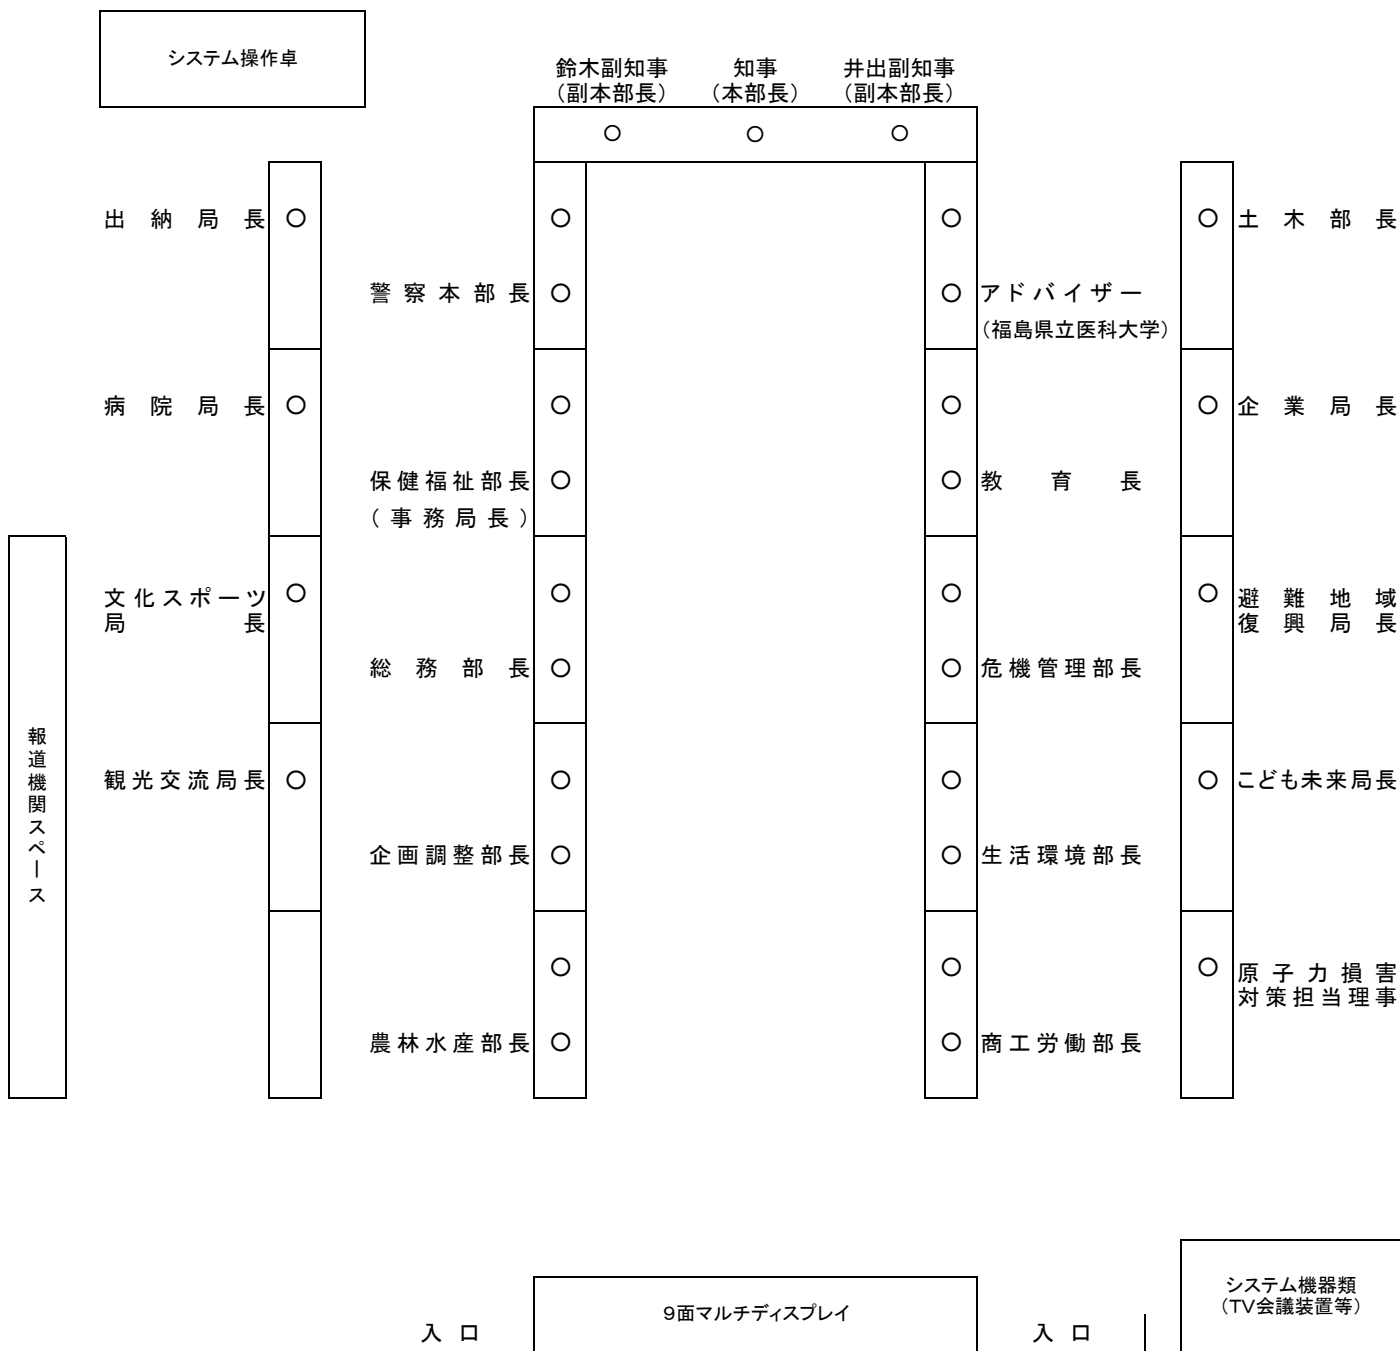 システム操作卓
鈴木副知事
（副本部長）
知事
（本部長）
井出副知事
（副本部長）
出納局長
警察本部長
アドバイザー
（福島県立医科大学）
土木部長
病院局長
保健福祉部長
（事務局長）
教育長
企業局長
文化スポーツ
局長
総務部長
危機管理部長
避難地域
復興局長
報道機関スペース
観光交流局長
企画調整部長
生活環境部長
こども未来局長
農林水産部長
商工労働部長
原子力損害
対策担当理事
入口
9面マルチディスプレイ
入口
システム機器類
（TV会議装置等）